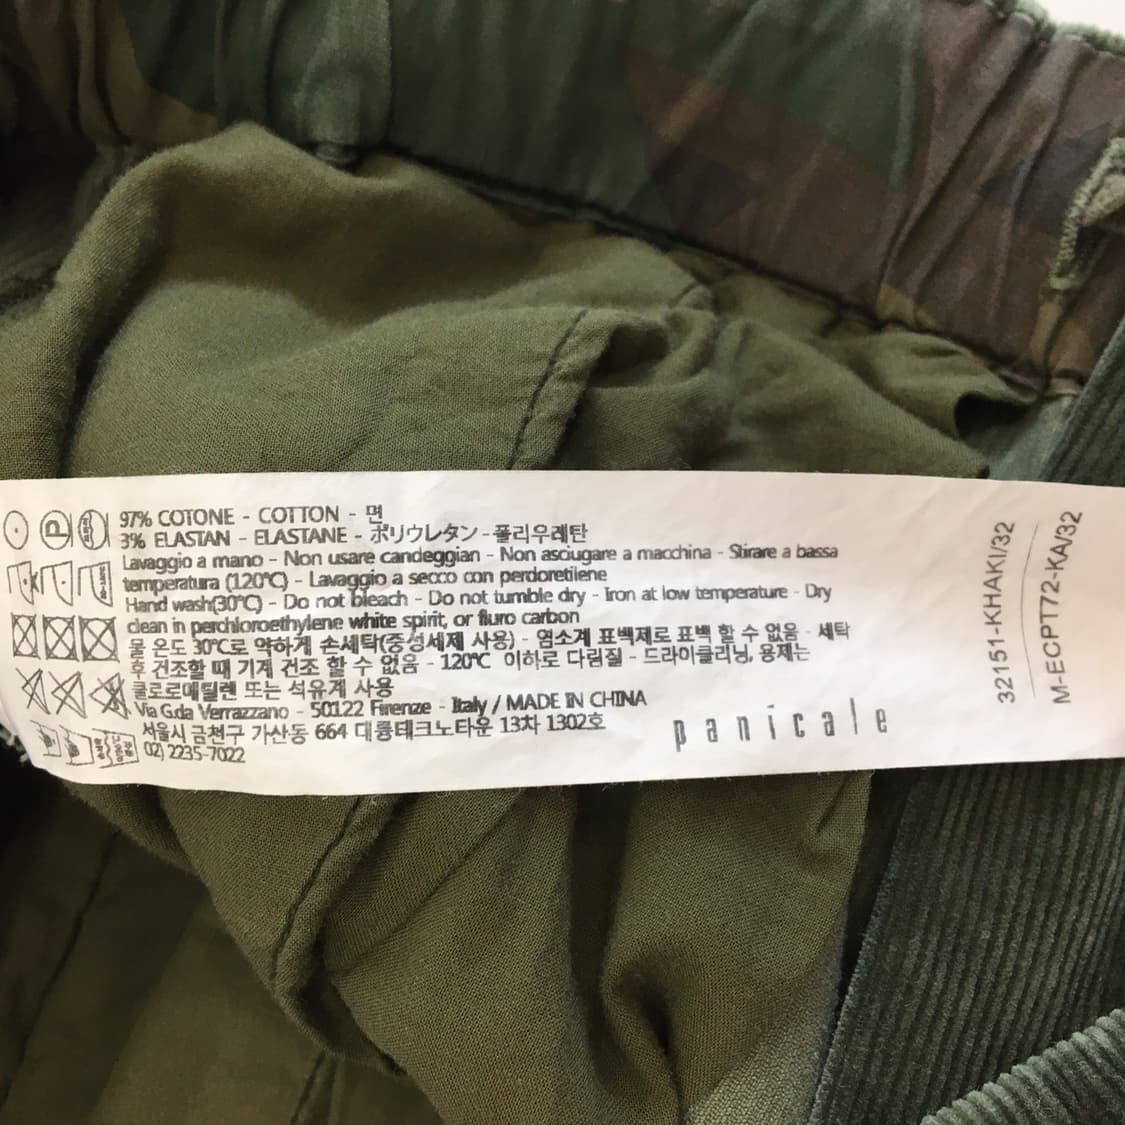 97% COTONE - COTTON - 면
3% ELASTAN - ELASTANE - ポリウレタン - 폴리우레탄
Lavaggio a mano - Non usare candeggian - Non asciugare a macchina - Stirare a bassa
temperatura (120°C) - Lavaggio a secco con perdoretilene
Hand wash(30°C) - Do not bleach - Do not tumble dry - Iron at low temperature - Dry
clean in perchloroethylene white spirit, or fluro carbon
물 온도 30℃로 약하게 손세탁(중성세제 사용) - 염소계 표백제로 표백 할 수 없음 - 세탁
후 건조할 때 기계 건조 할 수 없음 - 120℃ 이하로 다림질 - 드라이클리닝, 용제는
클로로에틸렌 또는 석유계 사용
Via G.da Verrazzano - 50122 Firenze - Italy / MADE IN CHINA
서울시 금천구 가산동 664 대륭테크노타운 13차 1302호
02) 2235-7022
panicale
32151-KHAKI/32
M-ECPT72-KA/32
P